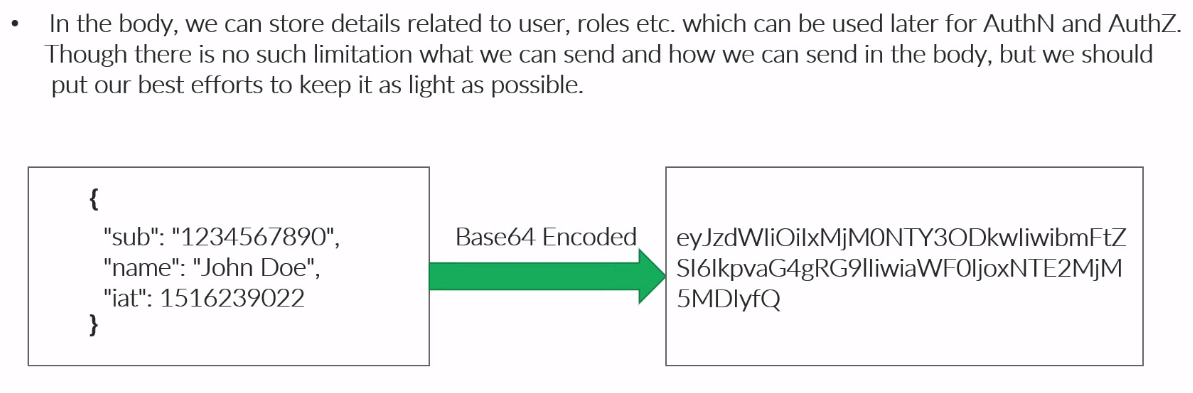 • In the body, we can store details related to user, roles etc. which can be used later for AuthN and AuthZ.
Though there is no such limitation what we can send and how we can send in the body, but we should
put our best efforts to keep it as light as possible.
{
"sub": "1234567890",
"name": "John Doe",
"iat": 1516239022
}
Base64 Encoded
eyJzdWIiOiIxMjM0NTY3ODkwIiwibmFtZ
SI6IkpvaG4gRG9lIiwiaWF0IjoxNTE2MjM
5MDIyfQ